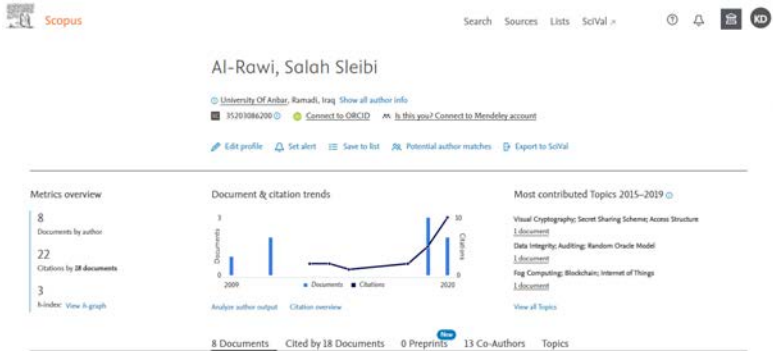 Scopus
Search Sources Lists SciVal
KD
Al-Rawi, Salah Sleibi
University Of Anbar, Ramadi, Iraq Show all author info
35203086200 Connect to ORCID Is this you? Connect to Mendeley account
Edit profile Set alert Save to list Potential author matches Export to SciVal
Metrics overview
8
Documents by author
22
Citations by 18 documents
3
h-index: View h-graph
Document & citation trends
3
10
Documents
Citations
0
0
2009
2020
Documents Citations
Analyze author output Citation overview
Most contributed Topics 2015–2019
Visual Cryptography; Secret Sharing Scheme; Access Structure
1 document
Data Integrity; Auditing; Random Oracle Model
1 document
Fog Computing; Blockchain; Internet of Things
1 document
View all Topics
New
8 Documents Cited by 18 Documents 0 Preprints 13 Co-Authors Topics